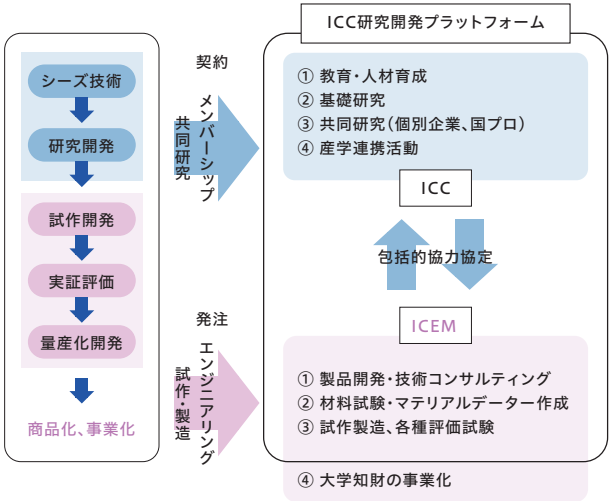 ICC研究開発プラットフォーム
シーズ技術
研究開発
試作開発
実証評価
量産化開発
商品化、事業化
契約
メンバーシップ
共同研究
発注
エンジニアリング
試作・製造
① 教育・人材育成
② 基礎研究
③ 共同研究（個別企業、国プロ）
④ 産学連携活動
ICC
包括的協力協定
ICEM
① 製品開発・技術コンサルティング
② 材料試験・マテリアルデーター作成
③ 試作製造、各種評価試験
④ 大学知財の事業化